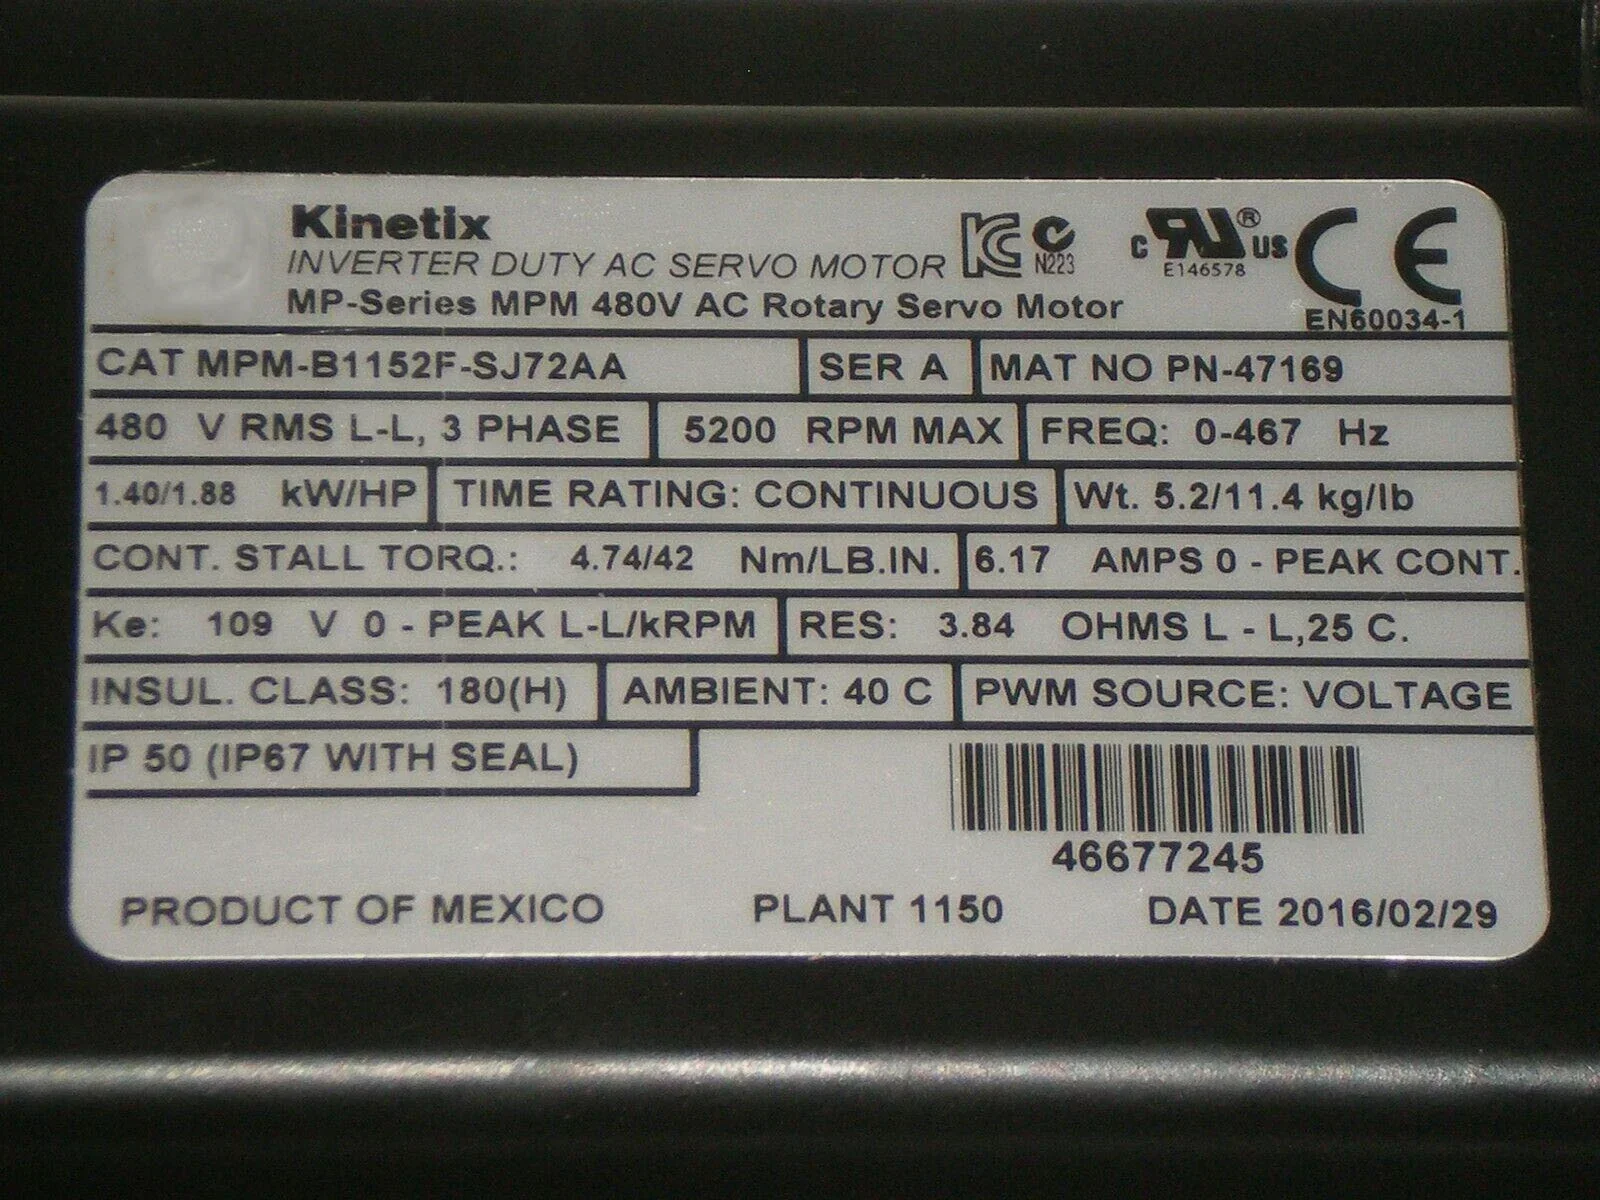 Kinetix
INVERTER DUTY AC SERVO MOTOR
MP-Series MPM 480V AC Rotary Servo Motor
KC
N223
C RU® US
E146578
CE
EN60034-1
CAT MPM-B1152F-SJ72AA SER A MAT NO PN-47169
480 V RMS L-L, 3 PHASE 5200 RPM MAX FREQ: 0-467 Hz
1.40/1.88 kW/HP TIME RATING: CONTINUOUS Wt. 5.2/11.4 kg/lb
CONT. STALL TORQ.: 4.74/42 Nm/LB.IN. 6.17 AMPS 0 - PEAK CONT.
Ke: 109 V 0 - PEAK L-L/kRPM RES: 3.84 OHMS L - L,25 C.
INSUL. CLASS: 180(H) AMBIENT: 40 C PWM SOURCE: VOLTAGE
IP 50 (IP67 WITH SEAL)
46677245
PRODUCT OF MEXICO PLANT 1150 DATE 2016/02/29